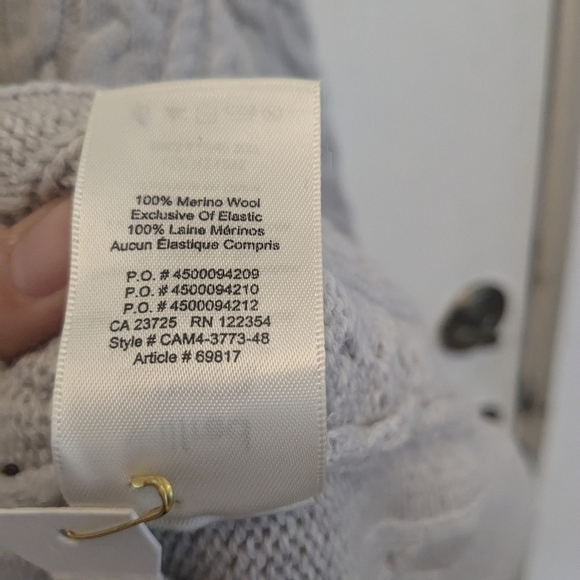 100% Merino Wool
Exclusive Of Elastic
100% Laine Mérinos
Aucun Élastique Compris
P.O. # 4500094209
P.O. # 4500094210
P.O. # 4500094212
CA 23725 RN 122354
Style # CAM4-3773-48
Article # 69817